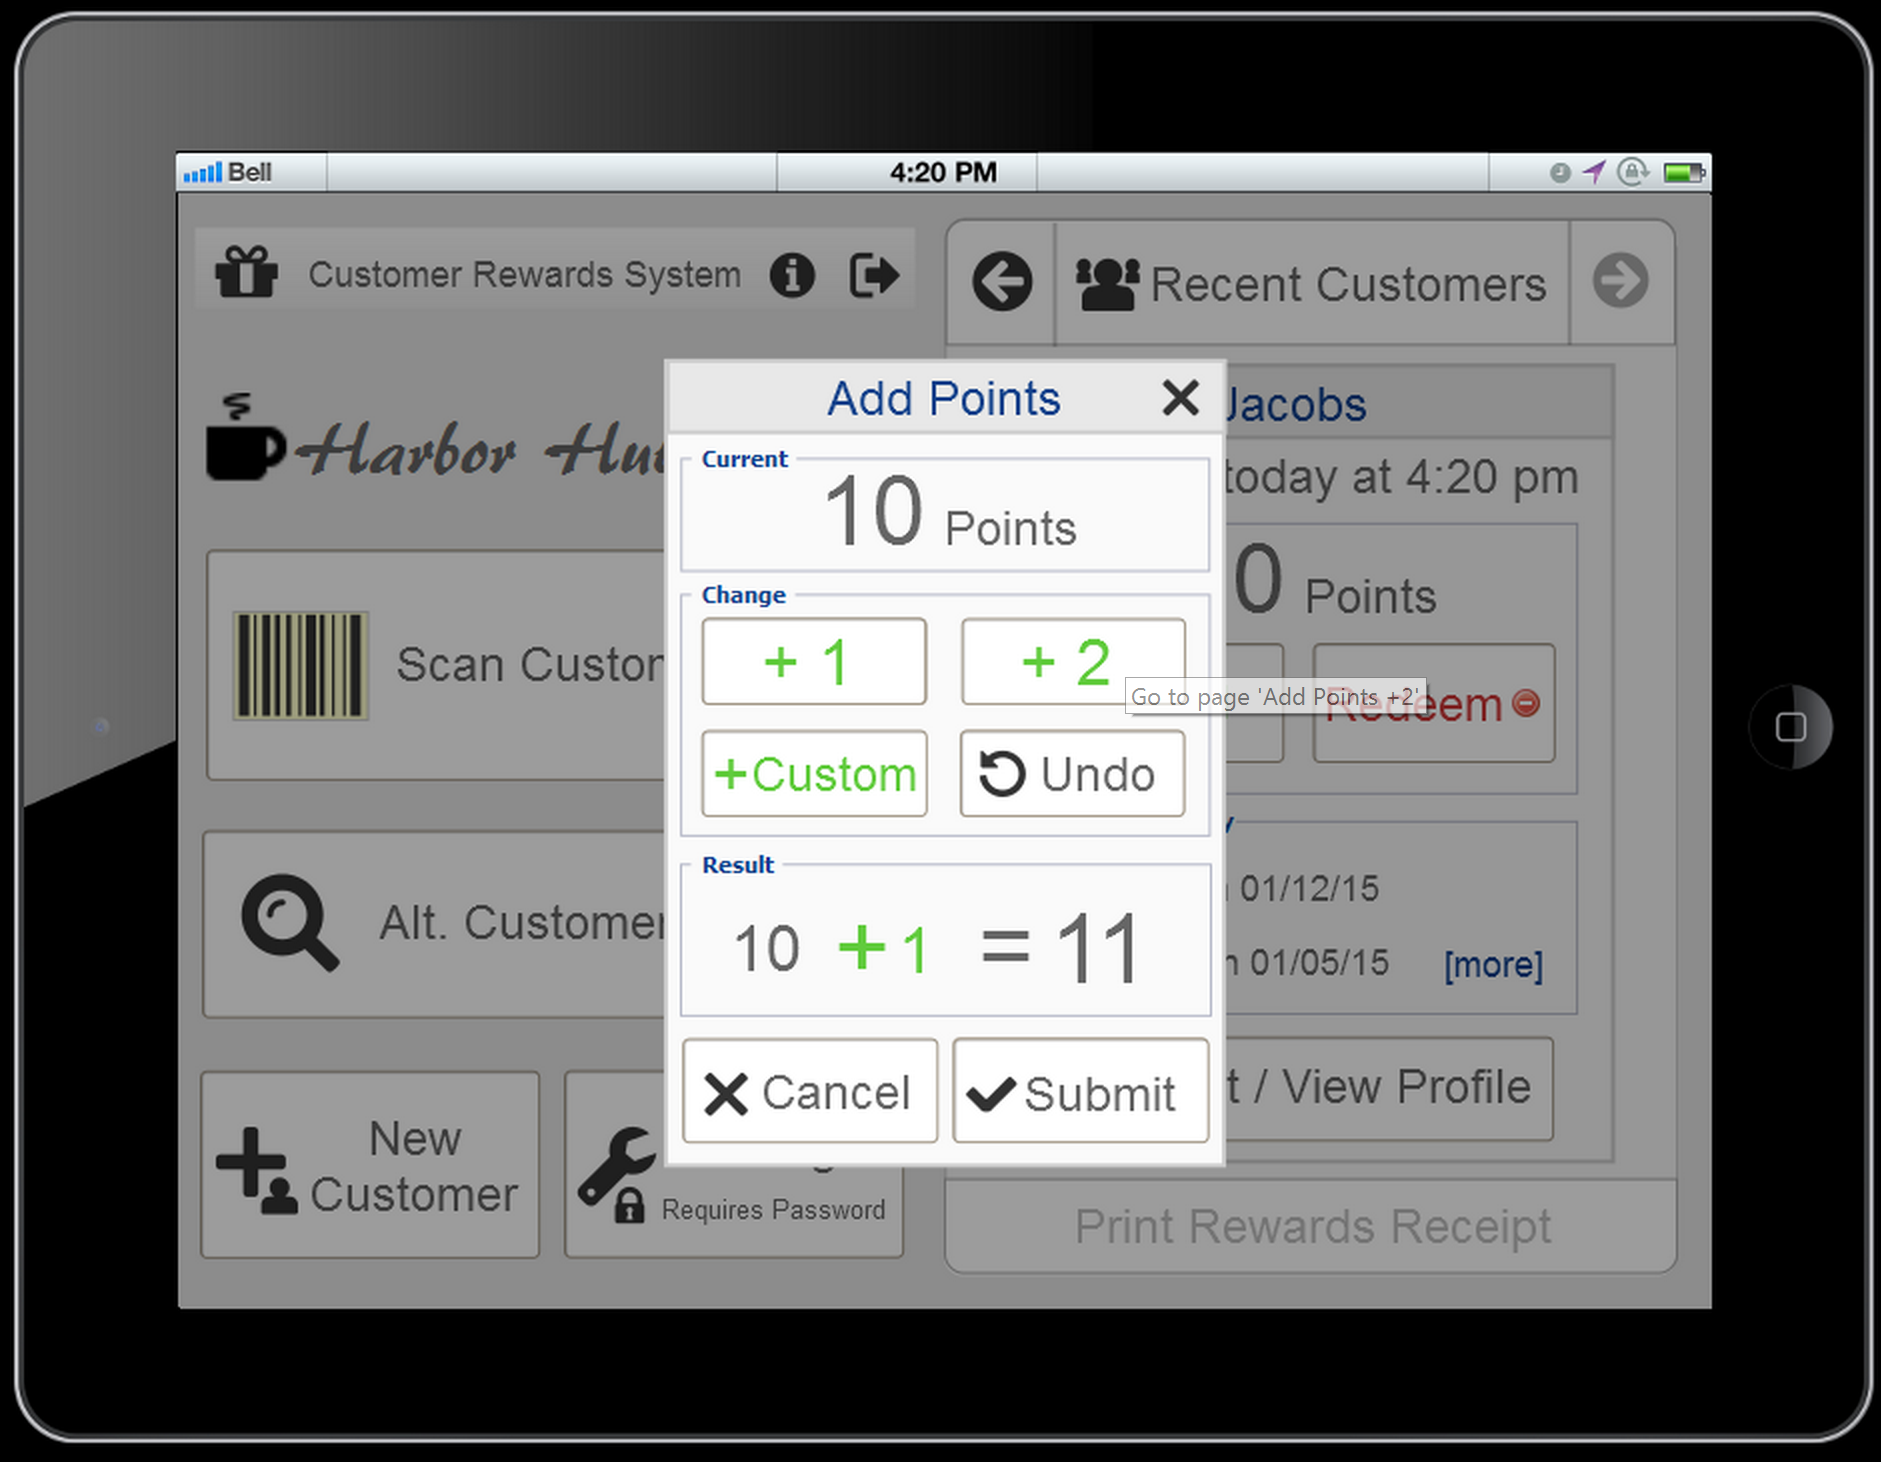 Bell
4:20 PM
Customer Rewards System
Recent Customers
Harbor Hut
Add Points
Jacobs
Current
10 Points
today at 4:20 pm
0 Points
Change
+ 1
+ 2
Go to page 'Add Points +2'
Redeem
Scan
+Custom
Undo
Alt. Customer
Result
10 + 1 = 11
01/12/15
01/05/15
[more]
Cancel
Submit
/ View Profile
New
Customer
Requires Password
Print Rewards Receipt